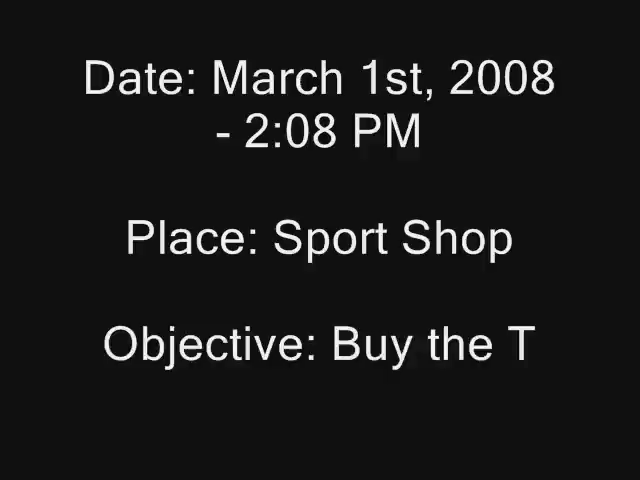 Date: March 1st, 2008
- 2:08 PM
Place: Sport Shop
Objective: Buy the T